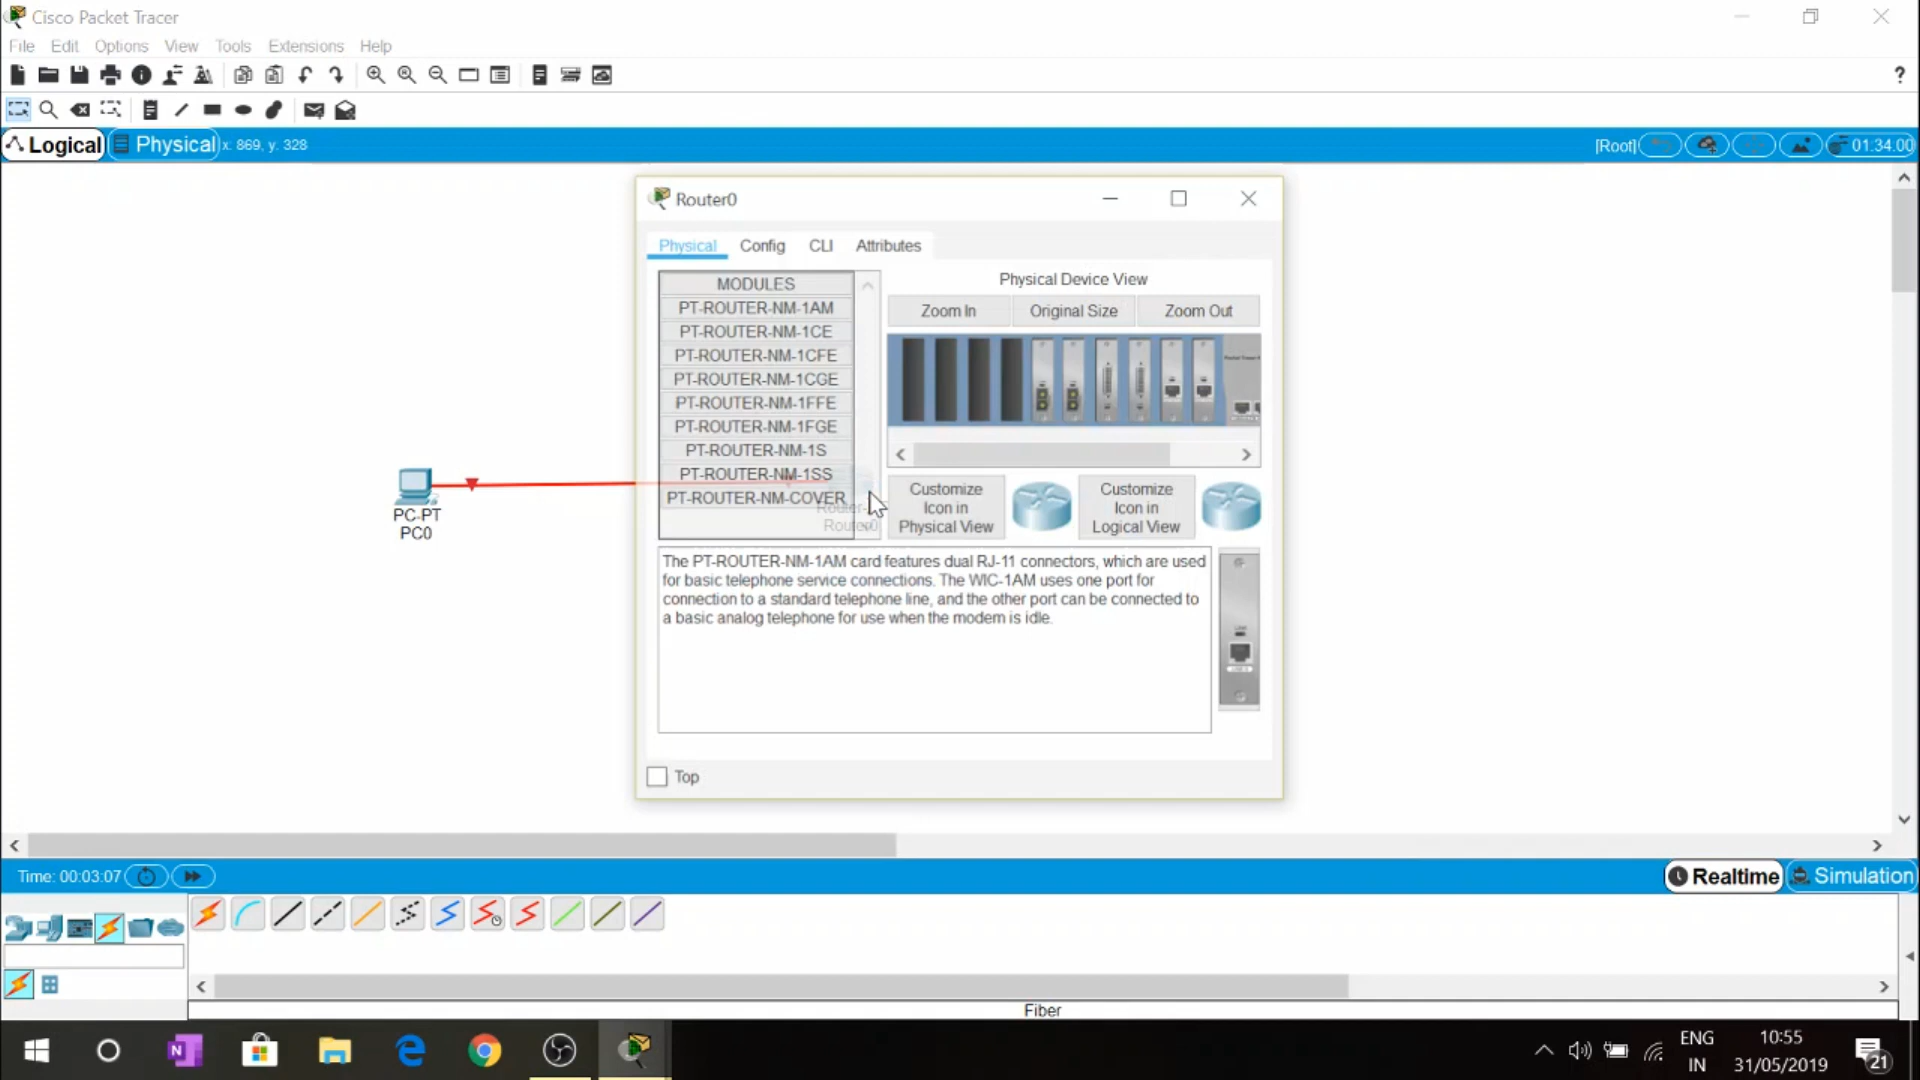 Cisco Packet Tracer
File Edit Options View Tools Extensions Help
?
Logical Physical x: 869, y: 328 [Root] 01:34.00
Router0
Physical Config CLI Attributes
MODULES
PT-ROUTER-NM-1AM
PT-ROUTER-NM-1CE
PT-ROUTER-NM-1CFE
PT-ROUTER-NM-1CGE
PT-ROUTER-NM-1FFE
PT-ROUTER-NM-1FGE
PT-ROUTER-NM-1S
PT-ROUTER-NM-1SS
PT-ROUTER-NM-COVER
Physical Device View
Zoom In Original Size Zoom Out
Customize
Icon in
Physical View
Customize
Icon in
Logical View
Router0
PC-PT
PC0
The PT-ROUTER-NM-1AM card features dual RJ-11 connectors, which are used
for basic telephone service connections. The WIC-1AM uses one port for
connection to a standard telephone line, and the other port can be connected to
a basic analog telephone for use when the modem is idle.
Top
Time: 00:03:07 Realtime Simulation
Fiber
ENG
IN
10:55
31/05/2019
21